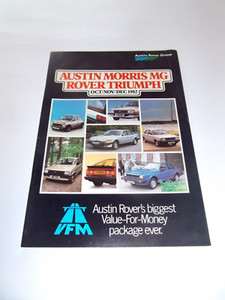 Austin Rover Group
AUSTIN MORRIS MG
ROVER TRIUMPH
OCT·NOV·DEC 1982
VFM
Austin Rover's biggest
Value-For-Money
package ever.